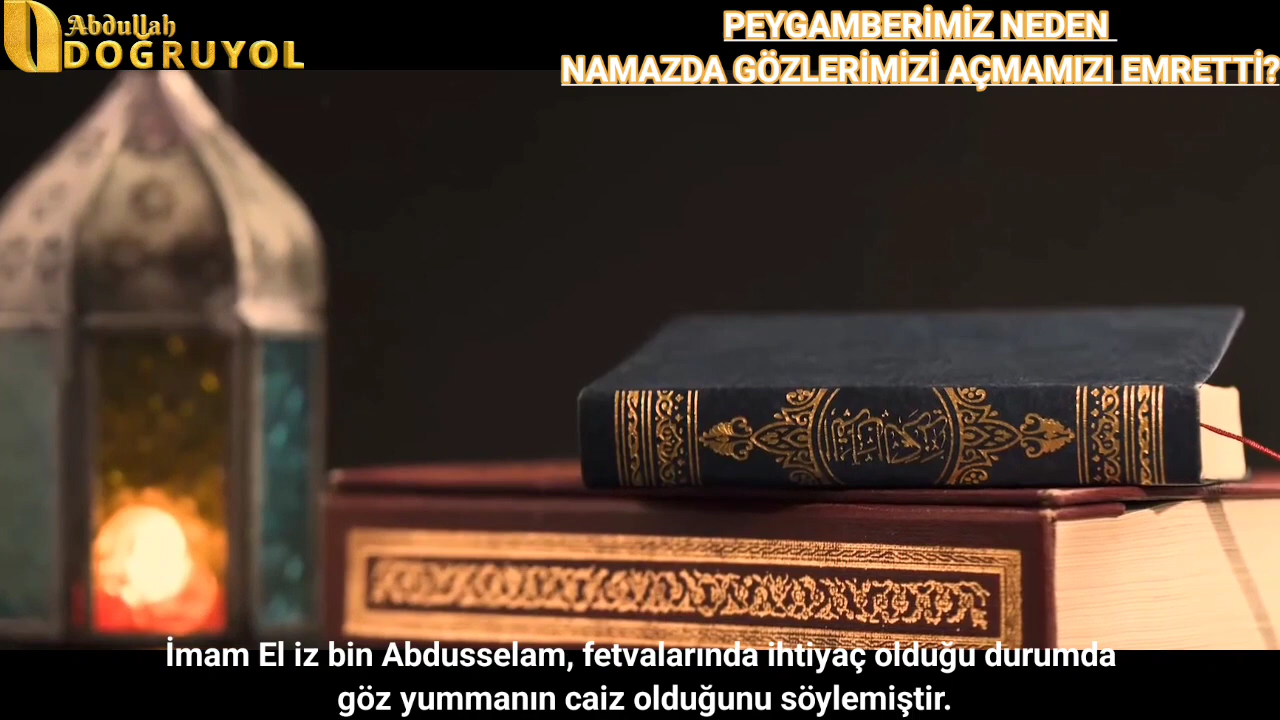 Abdullah
DOĞRUYOL
PEYGAMBERİMİZ NEDEN
NAMAZDA GÖZLERİMİZİ AÇMAMIZI EMRETTİ?
İmam El iz bin Abdusselam, fetvalarında ihtiyaç olduğu durumda
göz yummanın caiz olduğunu söylemiştir.